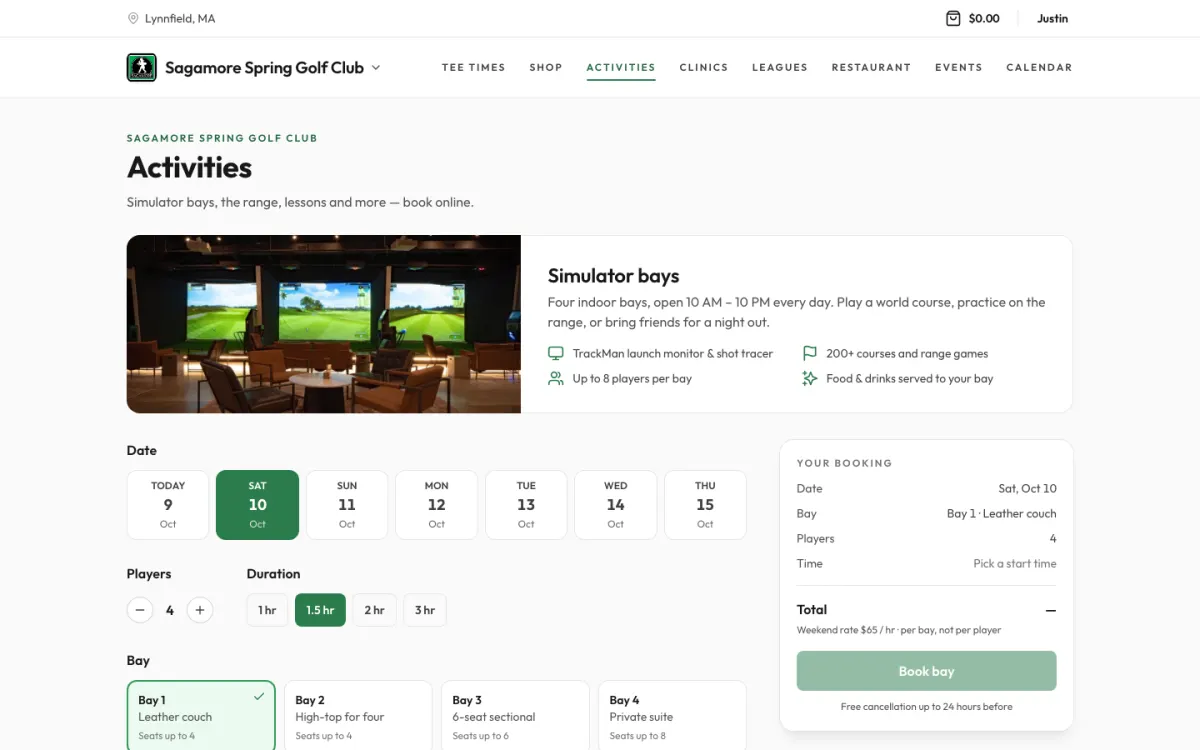 Lynnfield, MA
$0.00
Justin
Sagamore Spring Golf Club
TEE TIMES
SHOP
ACTIVITIES
CLINICS
LEAGUES
RESTAURANT
EVENTS
CALENDAR
SAGAMORE SPRING GOLF CLUB
Activities
Simulator bays, the range, lessons and more — book online.
Simulator bays
Four indoor bays, open 10 AM – 10 PM every day. Play a world course, practice on the
range, or bring friends for a night out.
TrackMan launch monitor & shot tracer
200+ courses and range games
Up to 8 players per bay
Food & drinks served to your bay
Date
TODAY
9
Oct
SAT
10
Oct
SUN
11
Oct
MON
12
Oct
TUE
13
Oct
WED
14
Oct
THU
15
Oct
Players
− 4 +
Duration
1 hr
1.5 hr
2 hr
3 hr
Bay
Bay 1
Leather couch
Seats up to 4
Bay 2
High-top for four
Seats up to 4
Bay 3
6-seat sectional
Seats up to 6
Bay 4
Private suite
Seats up to 8
YOUR BOOKING
Date Sat, Oct 10
Bay Bay 1 · Leather couch
Players 4
Time Pick a start time
Total —
Weekend rate $65 / hr · per bay, not per player
Book bay
Free cancellation up to 24 hours before